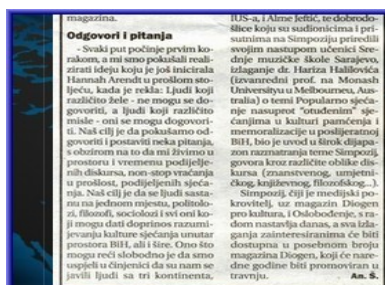 magazina.
Odgovori i pitanja
- Svaki put počinje prvim ko-
rakom, a mi smo pokušali reali-
zirati ideju koju je još inicirala
Hannah Arendt u prošlom sto-
ljeću, kada je rekla: Ljudi koji
različito žele - ne mogu se do-
govoriti, a ljudi koji različito
misle - oni se mogu dogovori-
ti. Naš cilj je da pokušamo od-
govoriti i postaviti neka pitanja,
s obzirom na to da mi živimo u
prostoru i vremenu podijelje-
nih diskursa, non-stop vraćanja
u prošlost, podijeljenih sjeća-
nja. Naš cilj je da se ljudi susta-
nu na jednom mjestu, politolo-
zi, filozofi, sociolozi i svi oni ko-
ji mogu dati doprinos razumi-
jevanju kulture sjećanja unutar
prostora BiH, ali i šire. Ono što
mogu reći slobodno je da smo
uspjeli u činjenici da su nam se
javili ljudi sa tri kontinenta,
IUS-a, i Alme Jeftić, te dobrodo-
šlice koju su sudionicima i pri-
sutnima na Simpoziju priredili
svojim nastupom učenici Sre-
dnje muzičke škole Sarajevo,
izlaganje dr. Hariza Halilovića
(izvanredni prof. na Monash
Universityu u Melbourneu, Aus-
tralia) o temi Popularno sjeća-
nje nasuprot "otuđenim" sje-
ćanjima u kulturi pamćenja i
memorializacije u poslijeratnoj
BiH, bio je uvod u širok dijapa-
zon razmatranja teme Simpozij,
govora kroz različite oblike dis-
kursa (znanstvenog, umjetni-
čkog, književnog, filozofskog...).
Simpozij, čiji je medijski po-
krovitelj, uz magazin Diogen
pro kultura, i Oslobođenje, s ra-
dom nastavlja danas, a sva izla-
ganja zainteresiranima će biti
dostupna u posebnom broju
magazina Diogen, koji će nare-
dne godine biti promoviran u
travnju. An. Š.